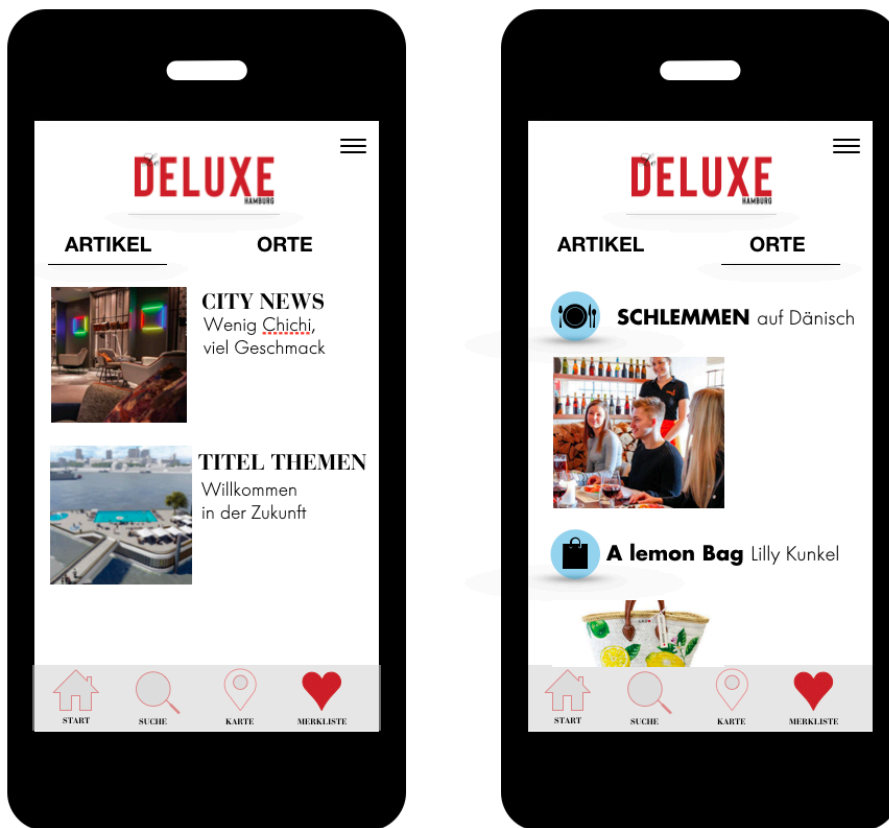 DELUXE
HAMBURG
ARTIKEL ORTE
CITY NEWS
Wenig Chichi,
viel Geschmack
TITEL THEMEN
Willkommen
in der Zukunft
START SUCHE KARTE MERKLISTE
DELUXE
HAMBURG
ARTIKEL ORTE
SCHLEMMEN auf Dänisch
A lemon Bag Lilly Kunkel
START SUCHE KARTE MERKLISTE